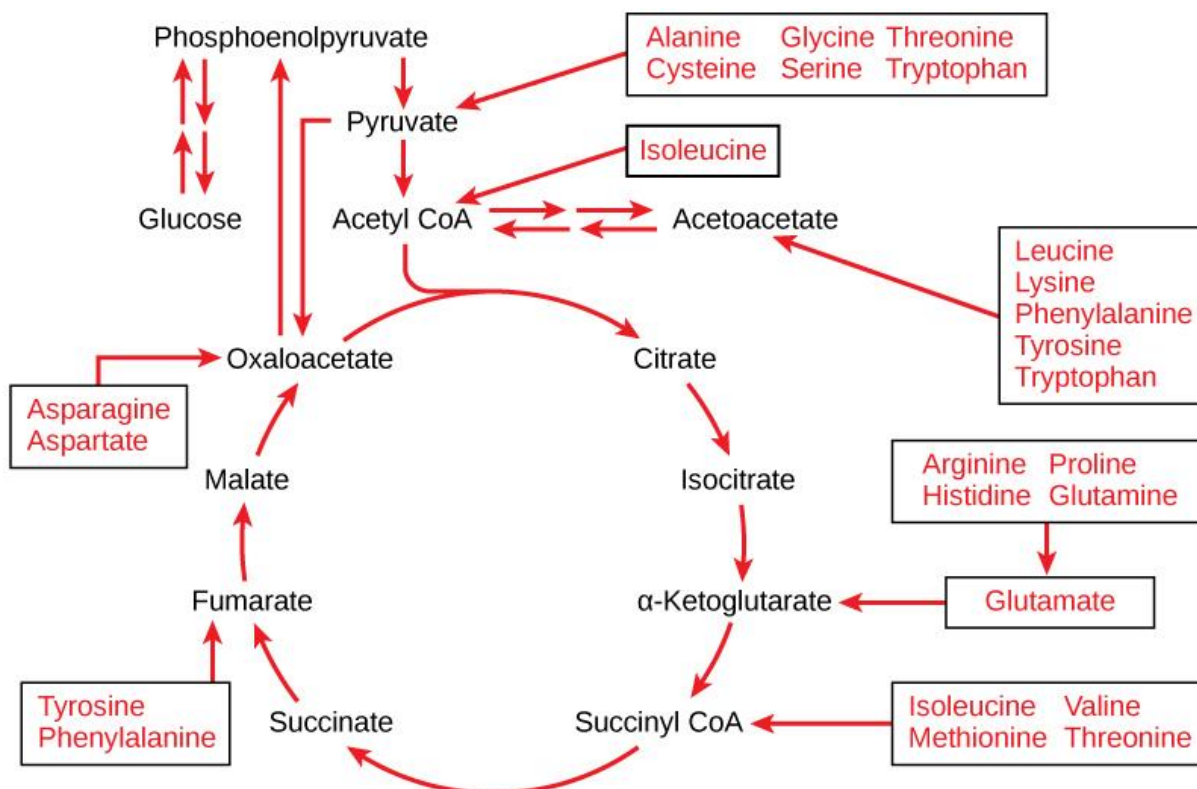 Phosphoenolpyruvate
Alanine Glycine Threonine
Cysteine Serine Tryptophan
Pyruvate
Isoleucine
Glucose
Acetyl CoA
Acetoacetate
Leucine
Lysine
Phenylalanine
Tyrosine
Tryptophan
Oxaloacetate
Citrate
Asparagine
Aspartate
Malate
Isocitrate
Arginine Proline
Histidine Glutamine
Fumarate
α-Ketoglutarate
Glutamate
Tyrosine
Phenylalanine
Succinate
Succinyl CoA
Isoleucine Valine
Methionine Threonine